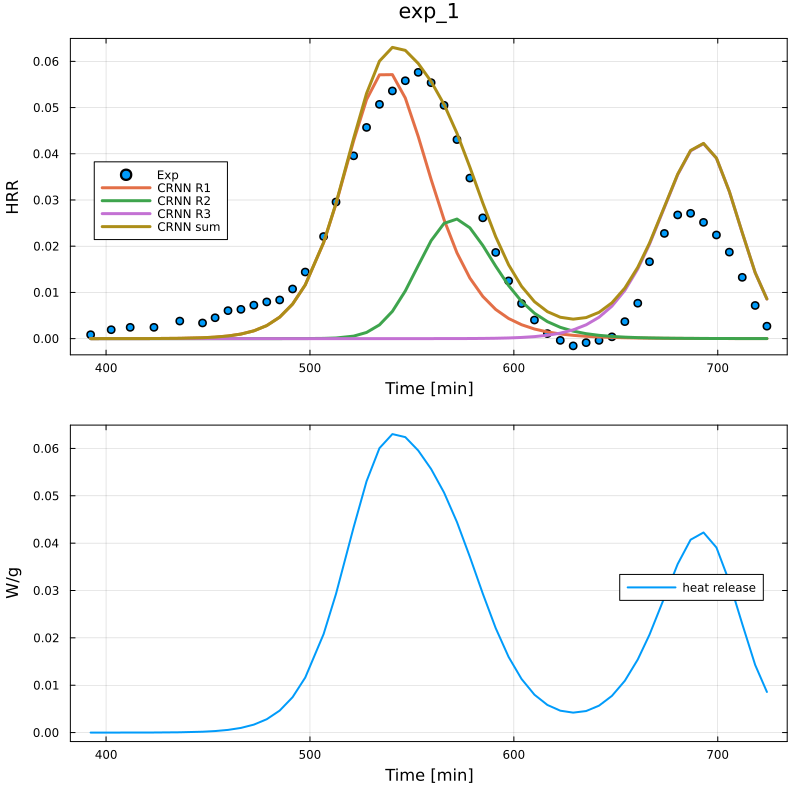 exp_1
0.06
0.05
0.04
0.03
0.02
0.01
0.00
HRR
Exp
CRNN R1
CRNN R2
CRNN R3
CRNN sum
400
500
600
700
Time [min]
0.06
0.05
0.04
0.03
0.02
0.01
0.00
W/g
heat release
400
500
600
700
Time [min]